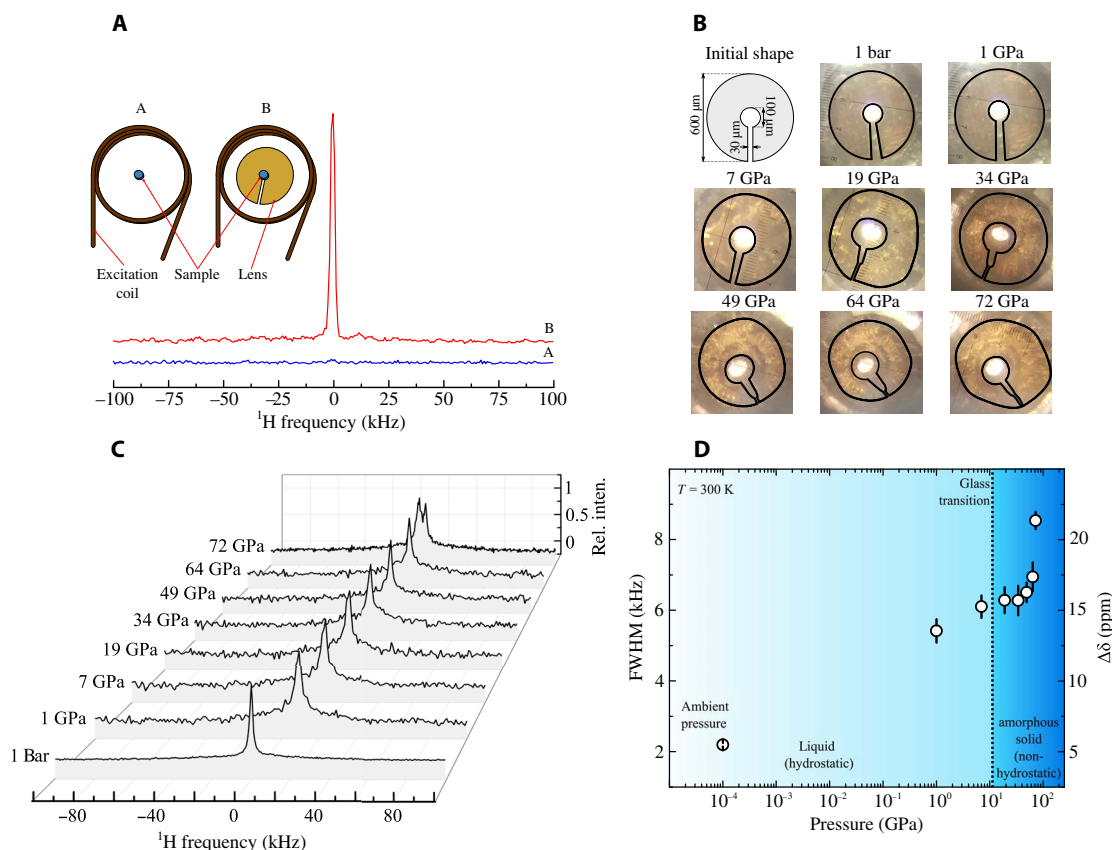 A
A
B
Excitation
coil
Sample
Lens
B
A
−100
−75
−50
−25
0
25
50
75
100
¹H frequency (kHz)
B
Initial shape
1 bar
1 GPa
600 µm
100 µm
30 µm
7 GPa
19 GPa
34 GPa
49 GPa
64 GPa
72 GPa
C
1
0.5
0
Rel. inten.
72 GPa
64 GPa
49 GPa
34 GPa
19 GPa
7 GPa
1 GPa
1 Bar
−80
−40
0
40
80
¹H frequency (kHz)
D
T = 300 K
Glass
transition
8
6
4
2
FWHM (kHz)
20
15
10
5
Δδ (ppm)
Ambient
pressure
Liquid
(hydrostatic)
amorphous
solid
(non-
hydrostatic)
10⁻⁴
10⁻³
10⁻²
10⁻¹
10⁰
10¹
10²
Pressure (GPa)